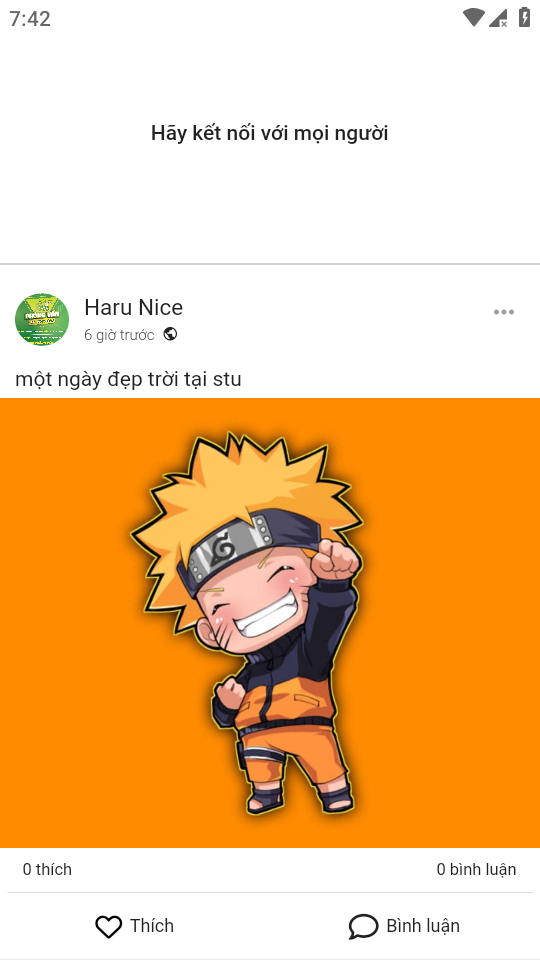 7:42
Hãy kết nối với mọi người
Haru Nice
6 giờ trước
một ngày đẹp trời tại stu
0 thích
0 bình luận
Thích
Bình luận